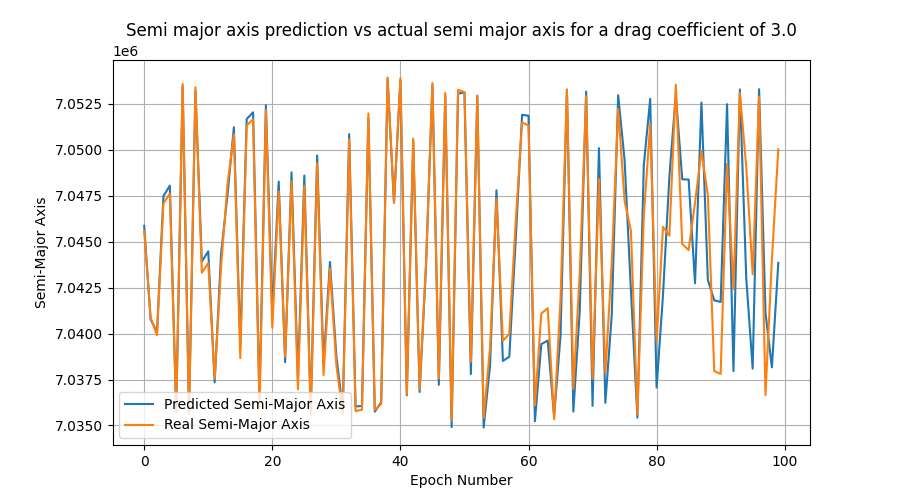 Semi major axis prediction vs actual semi major axis for a drag coefficient of 3.0
1e6
7.0525
7.0500
7.0475
7.0450
7.0425
7.0400
7.0375
7.0350
Semi-Major Axis
Predicted Semi-Major Axis
Real Semi-Major Axis
0 20 40 60 80 100
Epoch Number